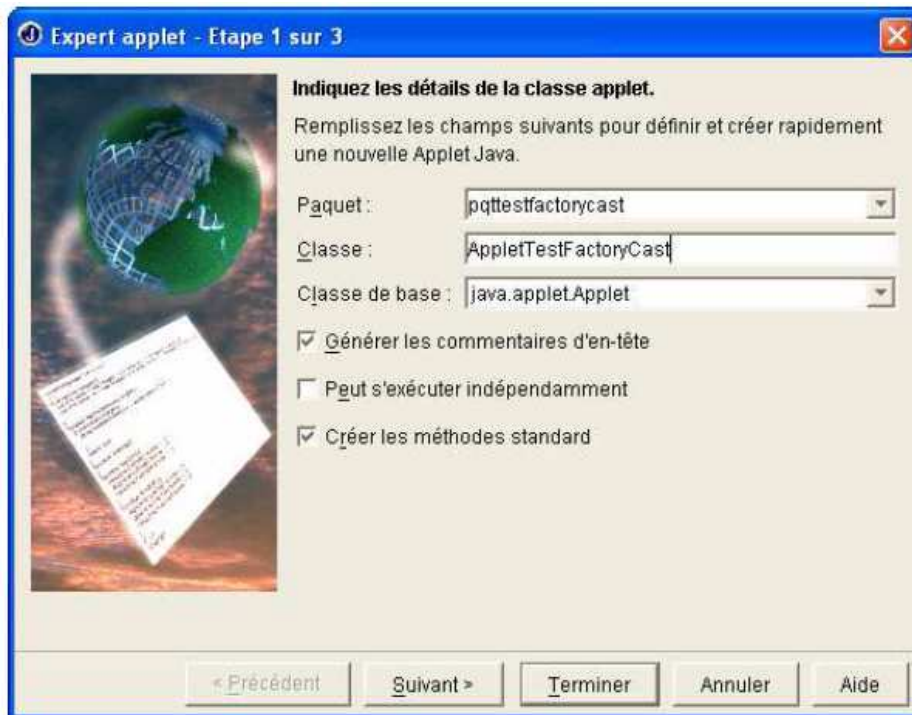 Expert applet - Etape 1 sur 3
Indiquez les détails de la classe applet.
Remplissez les champs suivants pour définir et créer rapidement
une nouvelle Applet Java.
Paquet : pqttestfactorycast
Classe : AppletTestFactoryCast
Classe de base : java.applet.Applet
Générer les commentaires d'en-tête
Peut s'exécuter indépendamment
Créer les méthodes standard
< Précédent Suivant > Terminer Annuler Aide